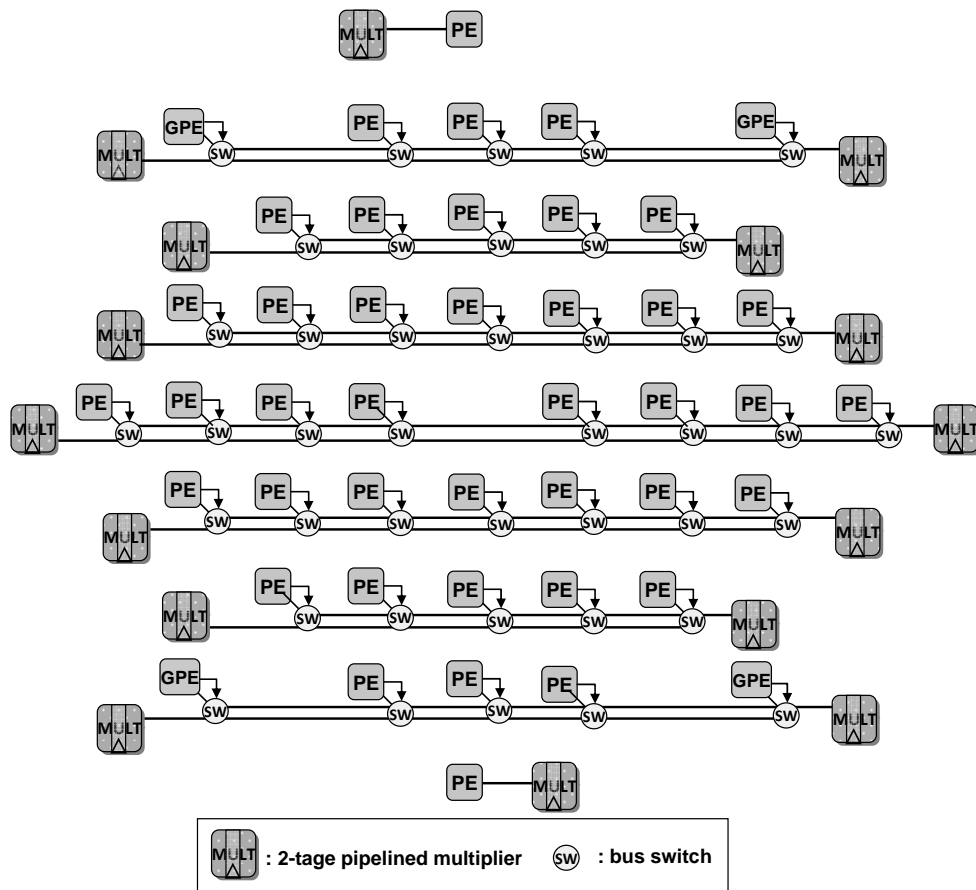 MULT PE
GPE PE PE PE GPE
MULT SW SW SW SW SW MULT
PE PE PE PE PE
MULT SW SW SW SW SW MULT
PE PE PE PE PE PE PE
MULT SW SW SW SW SW SW SW MULT
PE PE PE PE PE PE PE PE
MULT SW SW SW SW SW SW SW SW MULT
PE PE PE PE PE PE PE
MULT SW SW SW SW SW SW SW MULT
PE PE PE PE PE
MULT SW SW SW SW SW MULT
GPE PE PE PE GPE
MULT SW SW SW SW SW MULT
PE MULT
MULT : 2-tage pipelined multiplier SW : bus switch